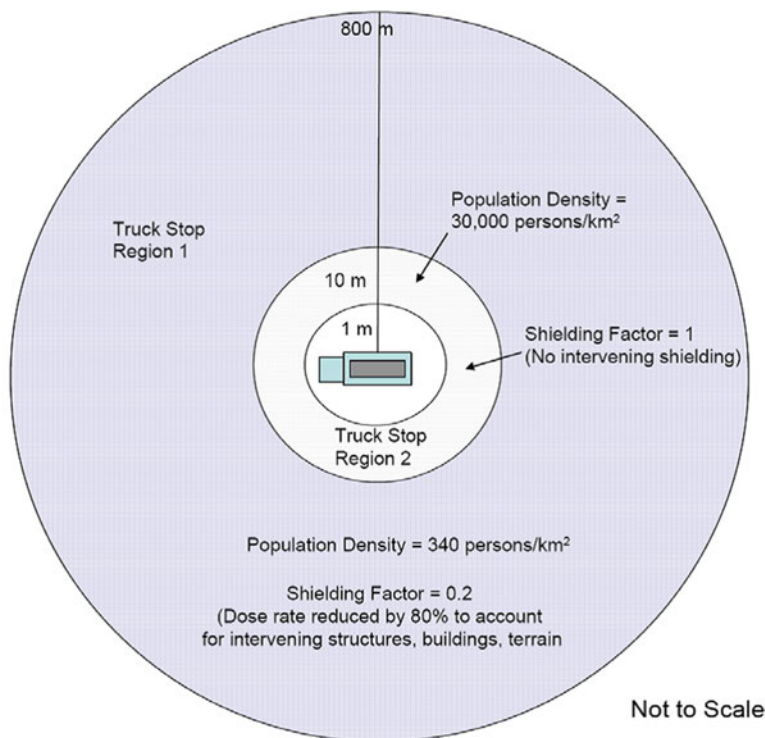 800 m
Population Density =
30,000 persons/km²
Truck Stop
Region 1
10 m
1 m
Shielding Factor = 1
(No intervening shielding)
Truck Stop
Region 2
Population Density = 340 persons/km²
Shielding Factor = 0.2
(Dose rate reduced by 80% to account
for intervening structures, buildings, terrain
Not to Scale